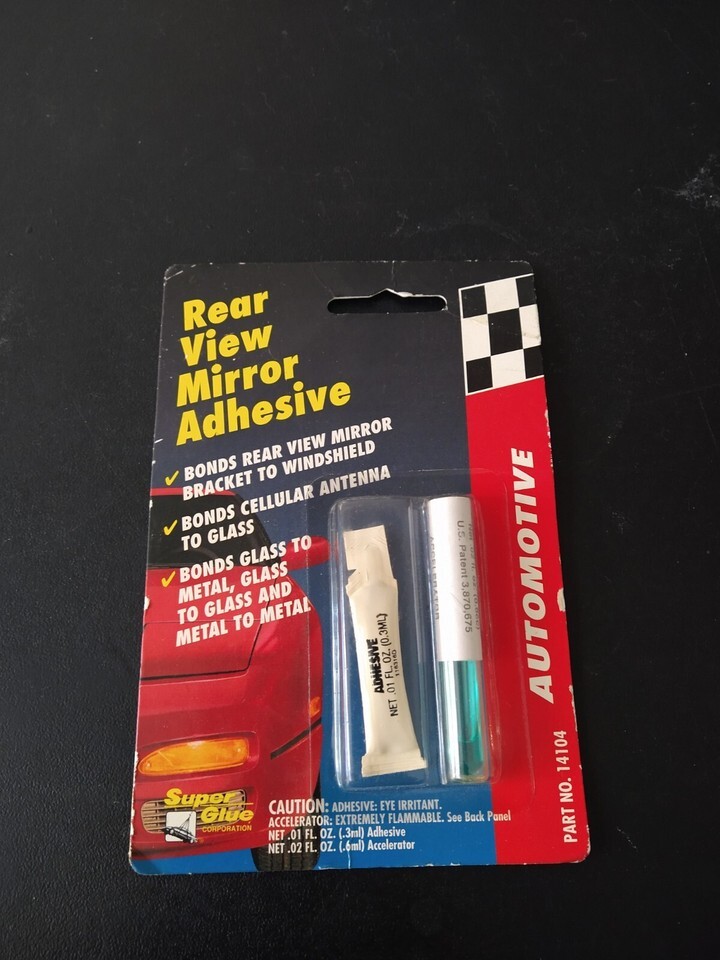 Rear
View
Mirror
Adhesive
BONDS REAR VIEW MIRROR
BRACKET TO WINDSHIELD
BONDS CELLULAR ANTENNA
TO GLASS
BONDS GLASS TO
METAL, GLASS
TO GLASS AND
METAL TO METAL
AUTOMOTIVE
PART NO. 14104
ADHESIVE
NET .01 FL. OZ. (0.3ML)
U.S. Patent 3,870,675
Super
Glue
CORPORATION
CAUTION: ADHESIVE: EYE IRRITANT.
ACCELERATOR: EXTREMELY FLAMMABLE. See Back Panel
NET .01 FL. OZ. (.3ml) Adhesive
NET .02 FL. OZ. (.6ml) Accelerator